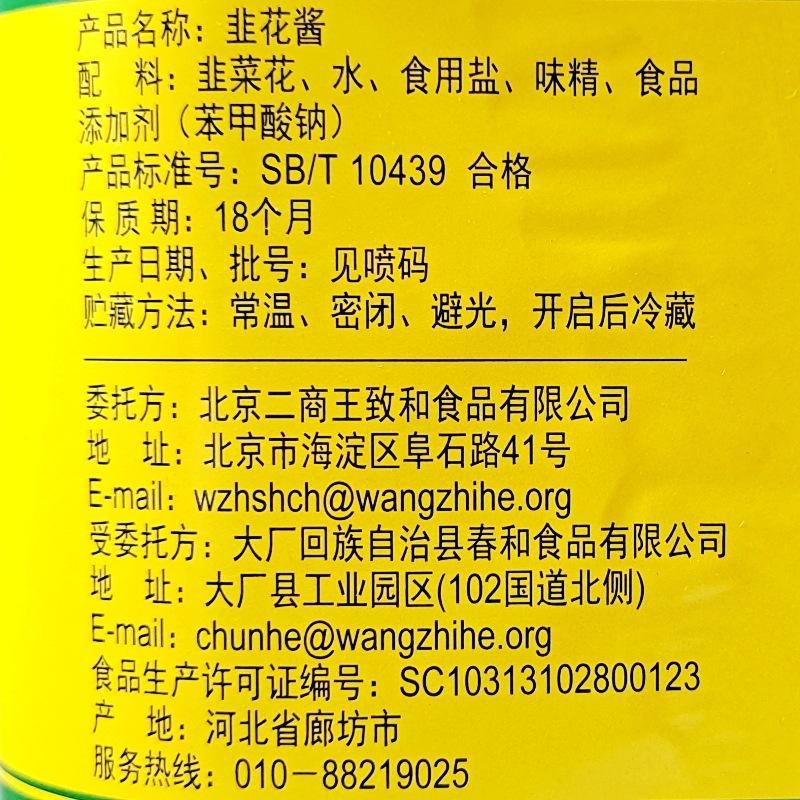 产品名称：韭花酱
配 料：韭菜花、水、食用盐、味精、食品
添加剂（苯甲酸钠）
产品标准号：SB/T 10439 合格
保质期：18个月
生产日期、批号：见喷码
贮藏方法：常温、密闭、避光，开启后冷藏
委托方：北京二商王致和食品有限公司
地 址：北京市海淀区阜石路41号
E-mail：wzhshch@wangzhihe.org
受委托方：大厂回族自治县春和食品有限公司
地 址：大厂县工业园区(102国道北侧)
E-mail：chunhe@wangzhihe.org
食品生产许可证编号：SC10313102800123
产 地：河北省廊坊市
服务热线：010－88219025